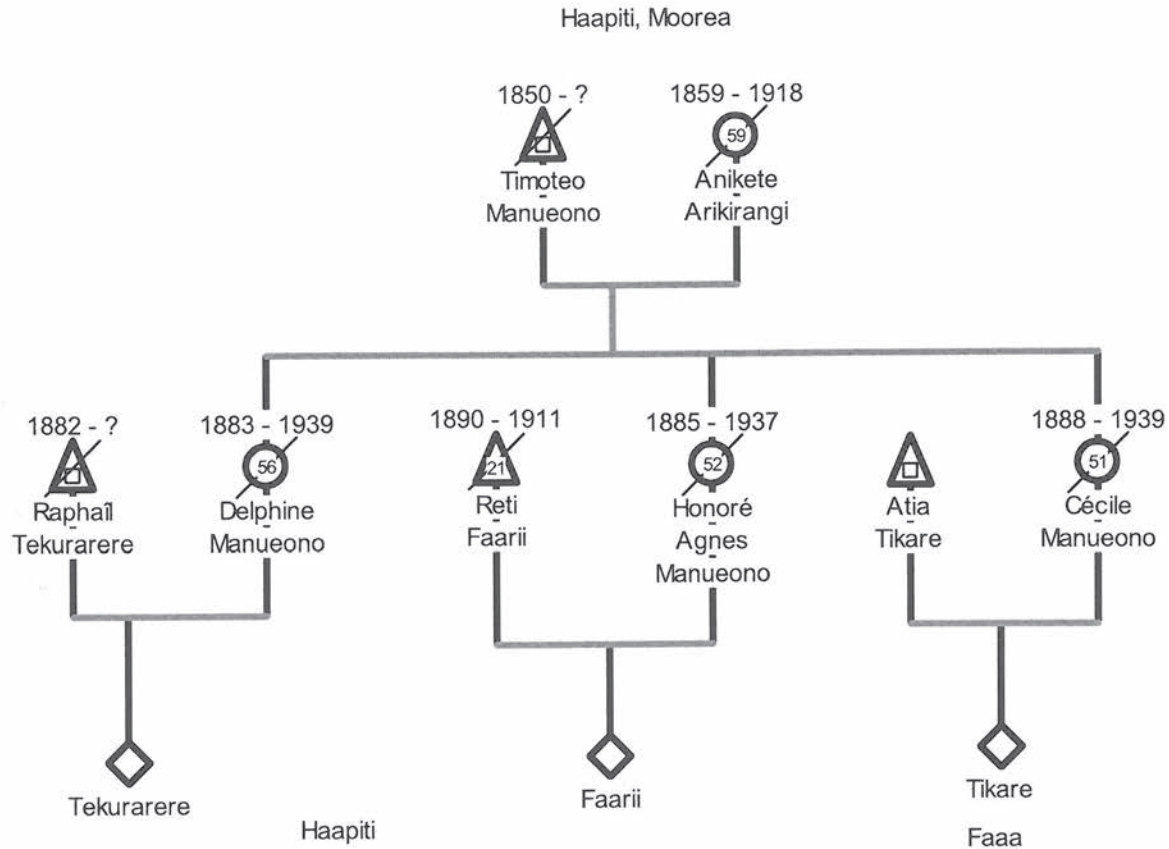 Haapiti, Moorea
1850 - ?
1859 - 1918
59
Timoteo
Manueono
Anikete
Arikirangi
1882 - ?
1883 - 1939
1890 - 1911
1885 - 1937
1888 - 1939
56
21
52
51
Raphaïl
Tekurarere
Delphine
Manueono
Reti
Faarii
Honoré
Agnes
Manueono
Atia
Tikare
Cécile
Manueono
Tekurarere
Faarii
Tikare
Haapiti
Faaa